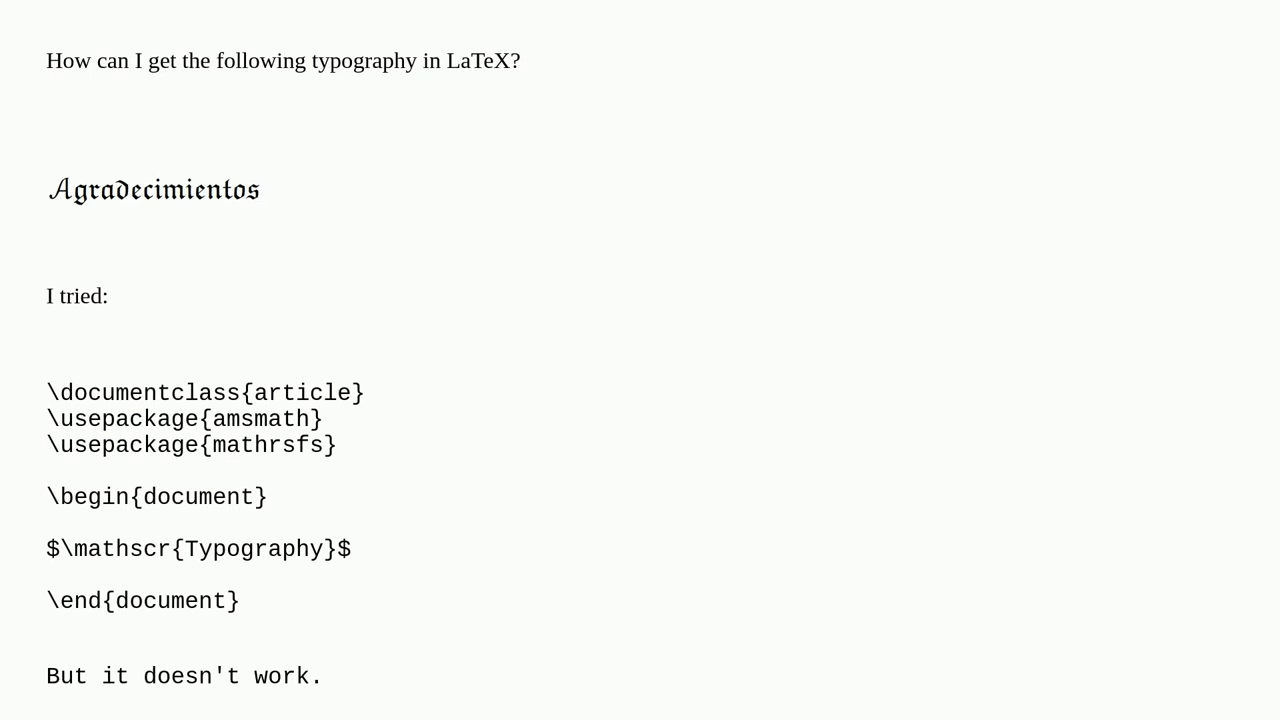 How can I get the following typography in LaTeX?
Agradecimientos
I tried:
\documentclass{article}
\usepackage{amsmath}
\usepackage{mathrsfs}
\begin{document}
$\mathscr{Typography}$
\end{document}
But it doesn't work.